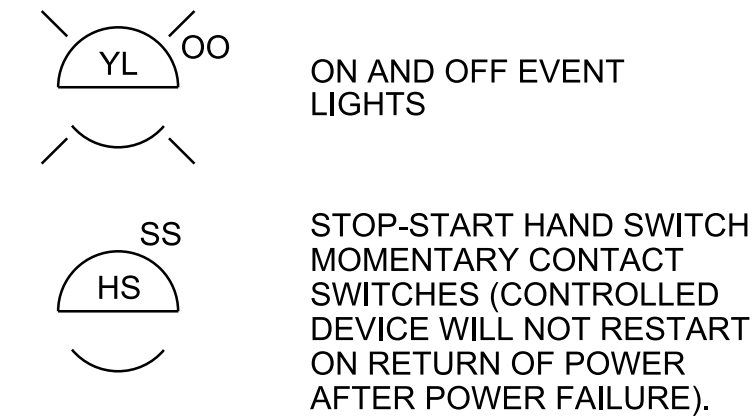 YL OO
ON AND OFF EVENT
LIGHTS
SS
HS
STOP-START HAND SWITCH
MOMENTARY CONTACT
SWITCHES (CONTROLLED
DEVICE WILL NOT RESTART
ON RETURN OF POWER
AFTER POWER FAILURE).